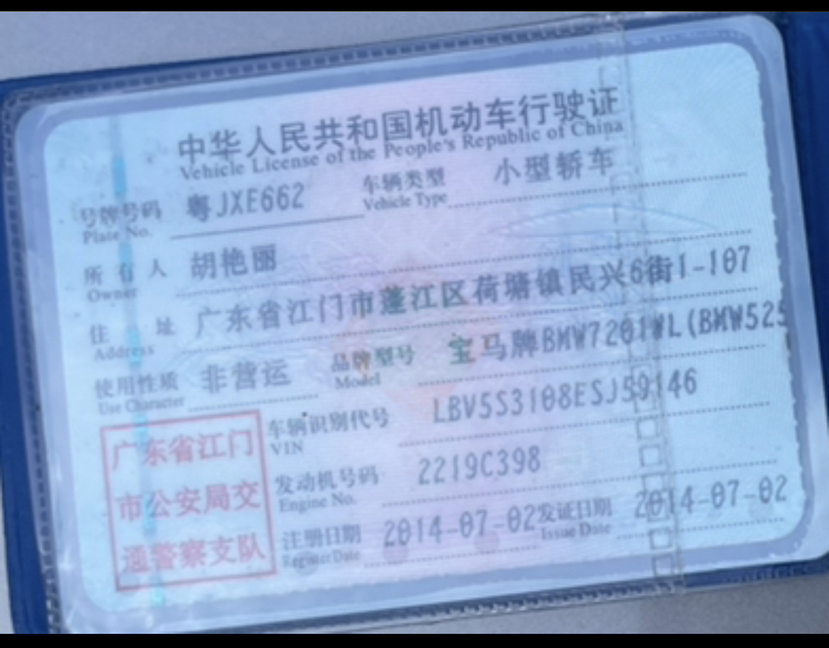 中华人民共和国机动车行驶证
Vehicle License of the People's Republic of China
号牌号码 粤JXE662 车辆类型 小型轿车
Plate No. Vehicle Type
所有人 胡艳丽
Owner
住址 广东省江门市蓬江区荷塘镇民兴6街1-107
Address
使用性质 非营运 品牌型号 宝马牌BMW7201WL(BMW525
Use Character Model
车辆识别代号 LBV5S3108ESJ59146
VIN
发动机号码 2219C398
Engine No.
注册日期 2014-07-02 发证日期 2014-07-02
Register Date Issue Date
广东省江门
市公安局交
通警察支队